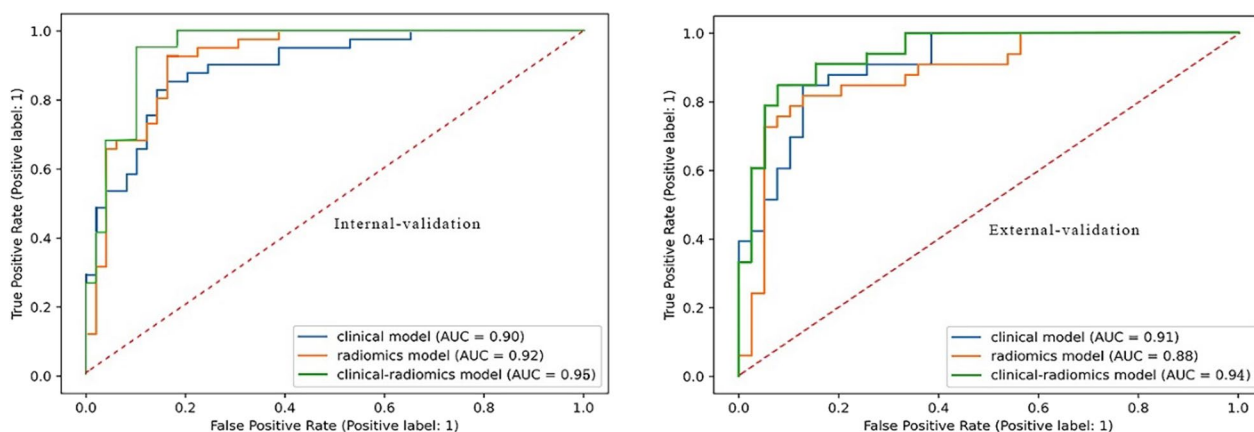 1.0
0.8
0.6
0.4
0.2
0.0
True Positive Rate (Positive label: 1)
Internal-validation
clinical model (AUC = 0.90)
radiomics model (AUC = 0.92)
clinical-radiomics model (AUC = 0.95)
0.0 0.2 0.4 0.6 0.8 1.0
False Positive Rate (Positive label: 1)
1.0
0.8
0.6
0.4
0.2
0.0
True Positive Rate (Positive label: 1)
External-validation
clinical model (AUC = 0.91)
radiomics model (AUC = 0.88)
clinical-radiomics model (AUC = 0.94)
0.0 0.2 0.4 0.6 0.8 1.0
False Positive Rate (Positive label: 1)